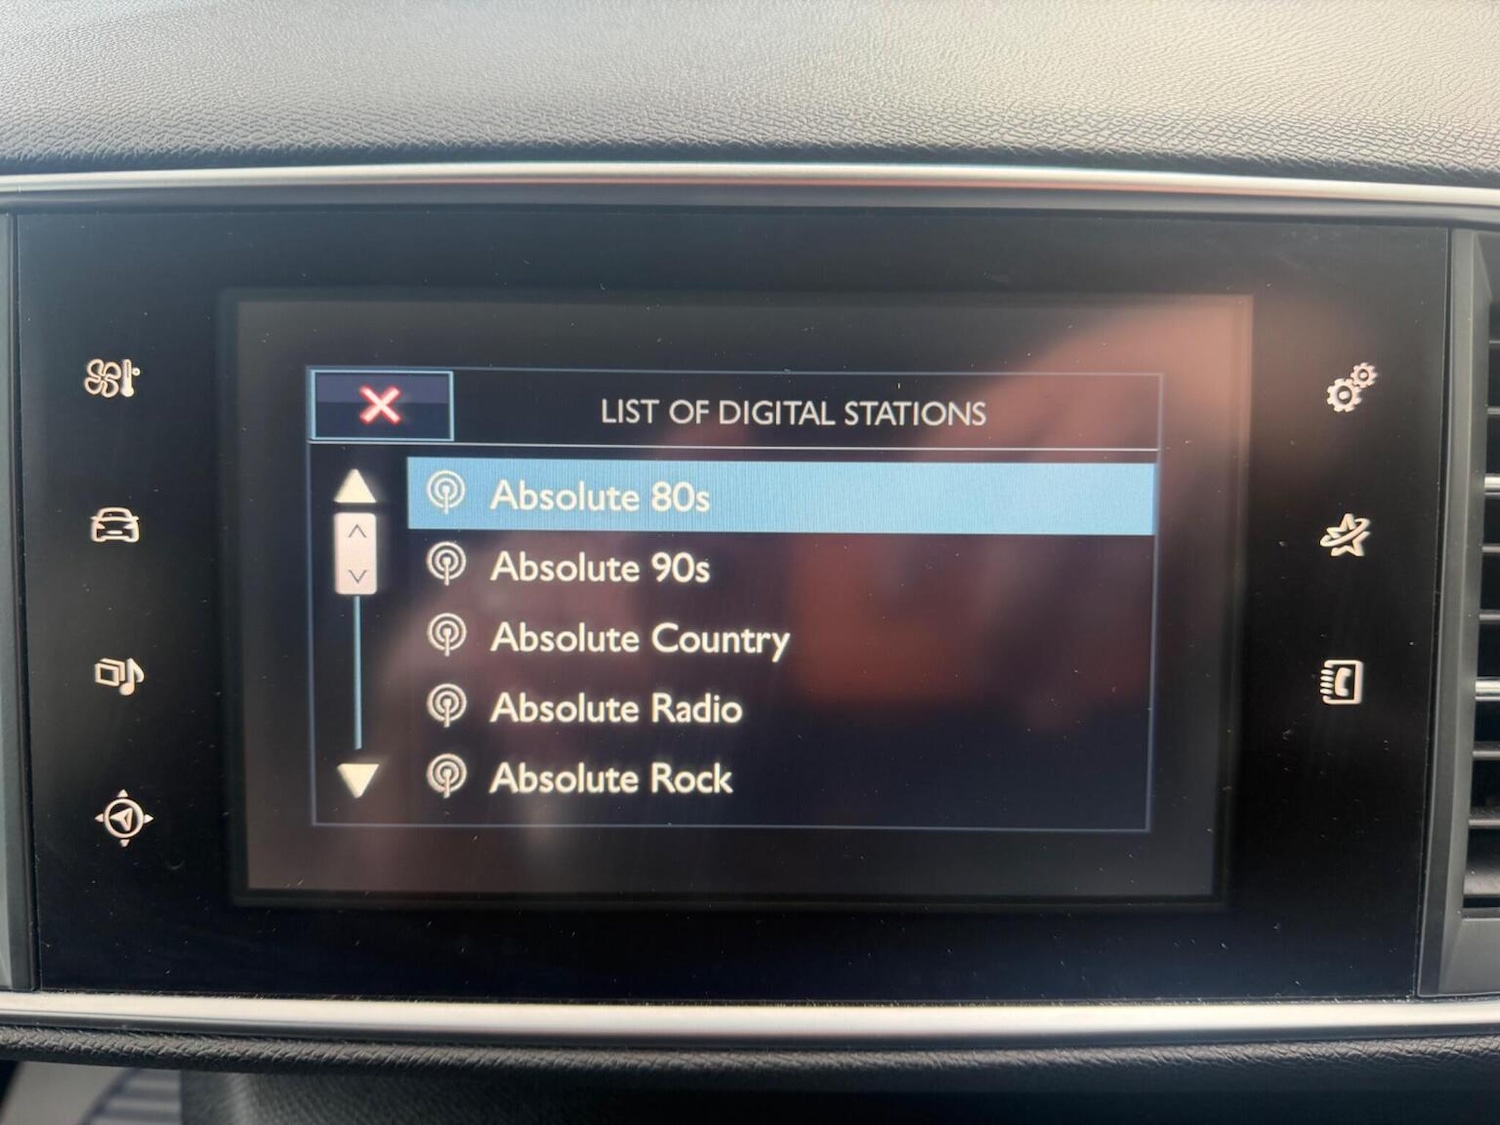 LIST OF DIGITAL STATIONS
Absolute 80s
Absolute 90s
Absolute Country
Absolute Radio
Absolute Rock